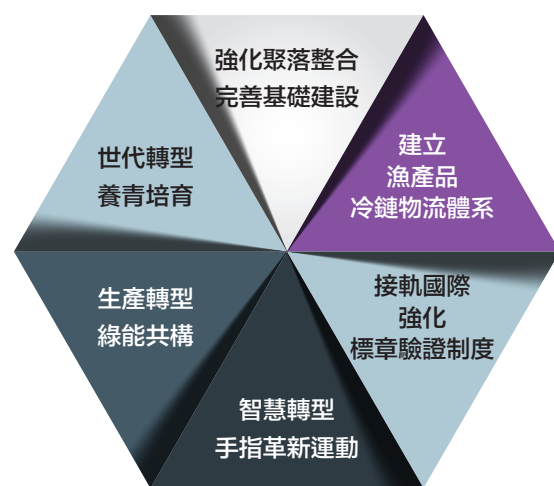 強化聚落整合
完善基礎建設
建立
漁產品
冷鏈物流體系
接軌國際
強化
標章驗證制度
智慧轉型
手指革新運動
生產轉型
綠能共構
世代轉型
養青培育